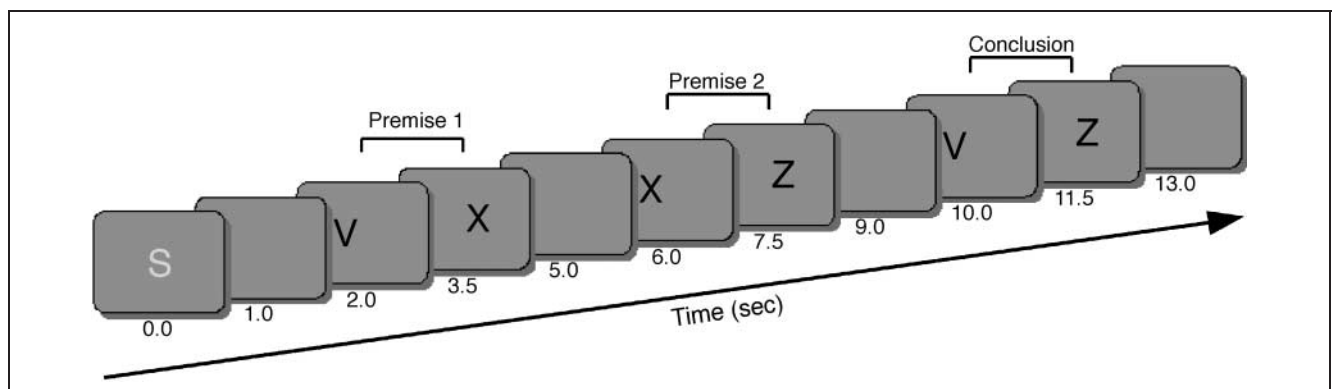 Conclusion
Premise 2
Premise 1
S
V
X
X
Z
V
Z
0.0
1.0
2.0
3.5
5.0
6.0
7.5
9.0
10.0
11.5
13.0
Time (sec)